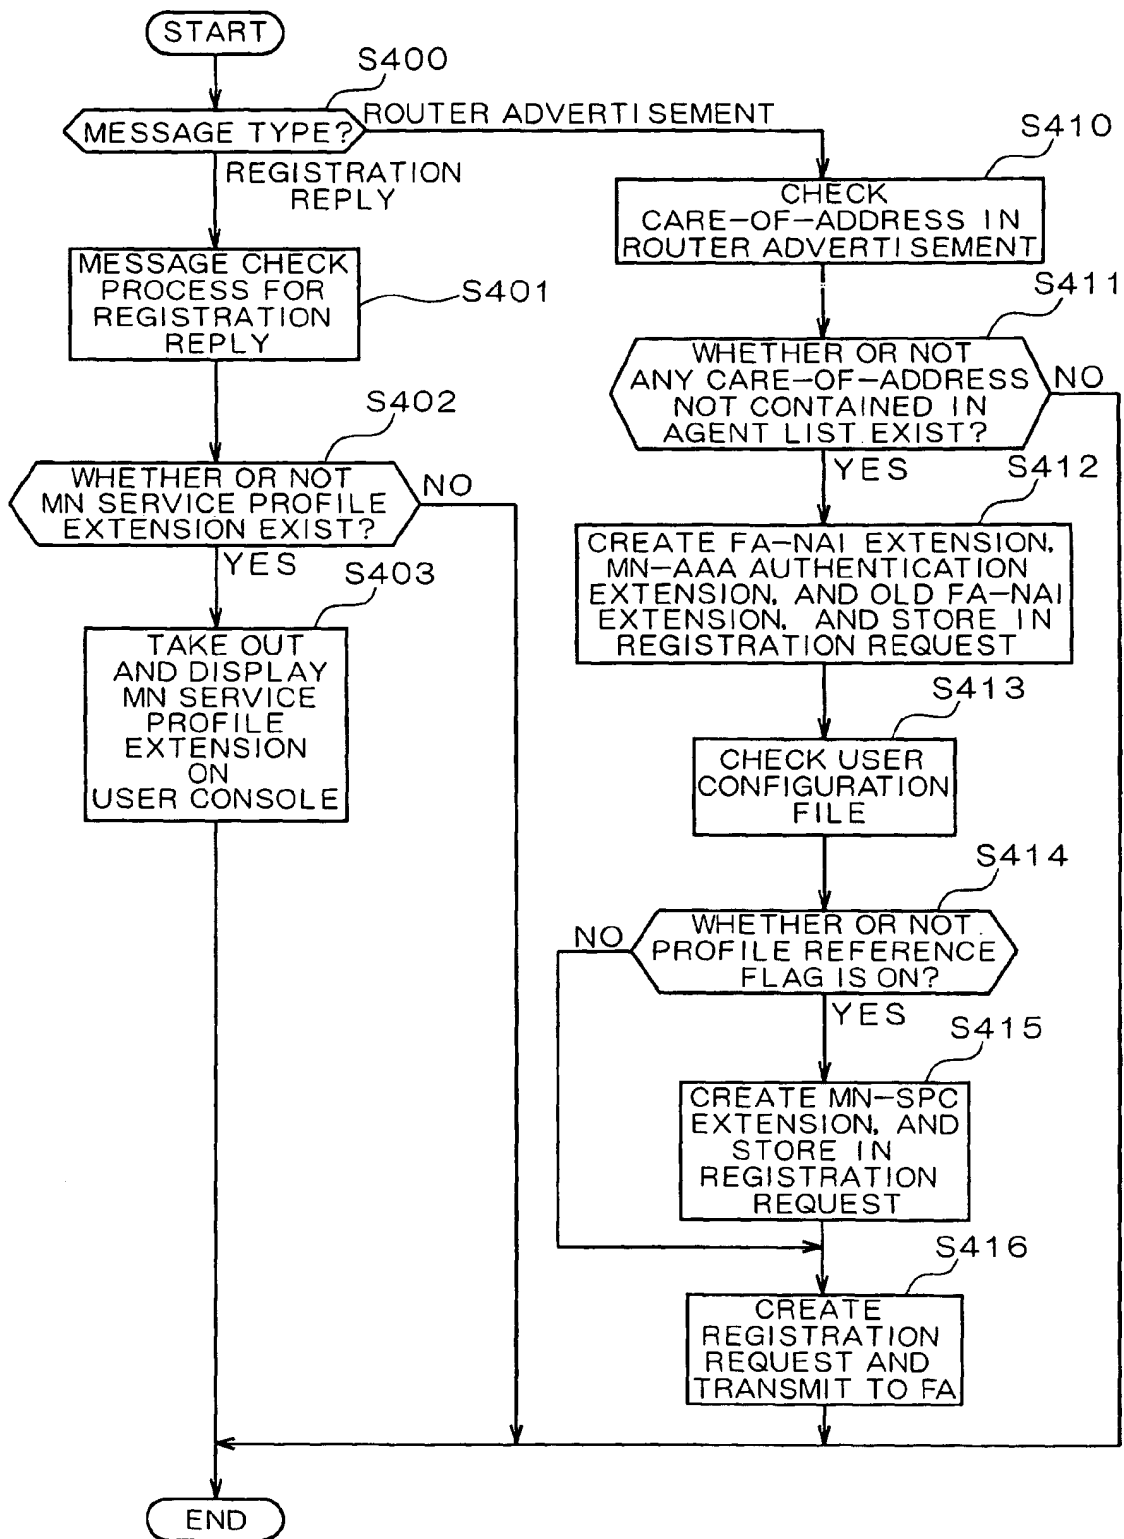 START
S400
MESSAGE TYPE?
ROUTER ADVERTISEMENT
REGISTRATION
REPLY
MESSAGE CHECK
PROCESS FOR
REGISTRATION
REPLY
S401
S402
WHETHER OR NOT
MN SERVICE PROFILE
EXTENSION EXIST?
NO
YES
S403
TAKE OUT
AND DISPLAY
MN SERVICE
PROFILE
EXTENSION
ON
USER CONSOLE
S410
CHECK
CARE-OF-ADDRESS IN
ROUTER ADVERTISEMENT
S411
WHETHER OR NOT
ANY CARE-OF-ADDRESS
NOT CONTAINED IN
AGENT LIST EXIST?
NO
YES
S412
CREATE FA-NAI EXTENSION,
MN-AAA AUTHENTICATION
EXTENSION, AND OLD FA-NAI
EXTENSION, AND STORE IN
REGISTRATION REQUEST
S413
CHECK USER
CONFIGURATION
FILE
S414
WHETHER OR NOT
PROFILE REFERENCE
FLAG IS ON?
NO
YES
S415
CREATE MN-SPC
EXTENSION, AND
STORE IN
REGISTRATION
REQUEST
S416
CREATE
REGISTRATION
REQUEST AND
TRANSMIT TO FA
END